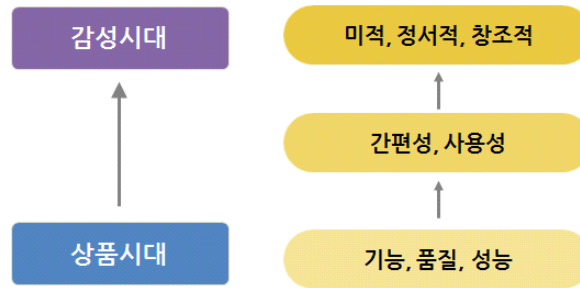 감성시대
미적, 정서적, 창조적
간편성, 사용성
상품시대
기능, 품질, 성능